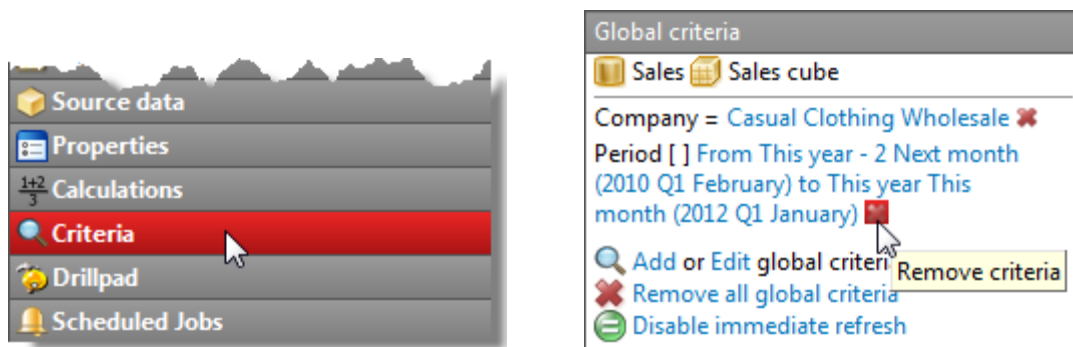 Source data
Properties
1+2
3
Calculations
Criteria
Drillpad
Scheduled Jobs
Global criteria
Sales Sales cube
Company = Casual Clothing Wholesale
Period [ ] From This year - 2 Next month
(2010 Q1 February) to This year This
month (2012 Q1 January)
Add or Edit global criteri
Remove criteria
Remove all global criteria
Disable immediate refresh